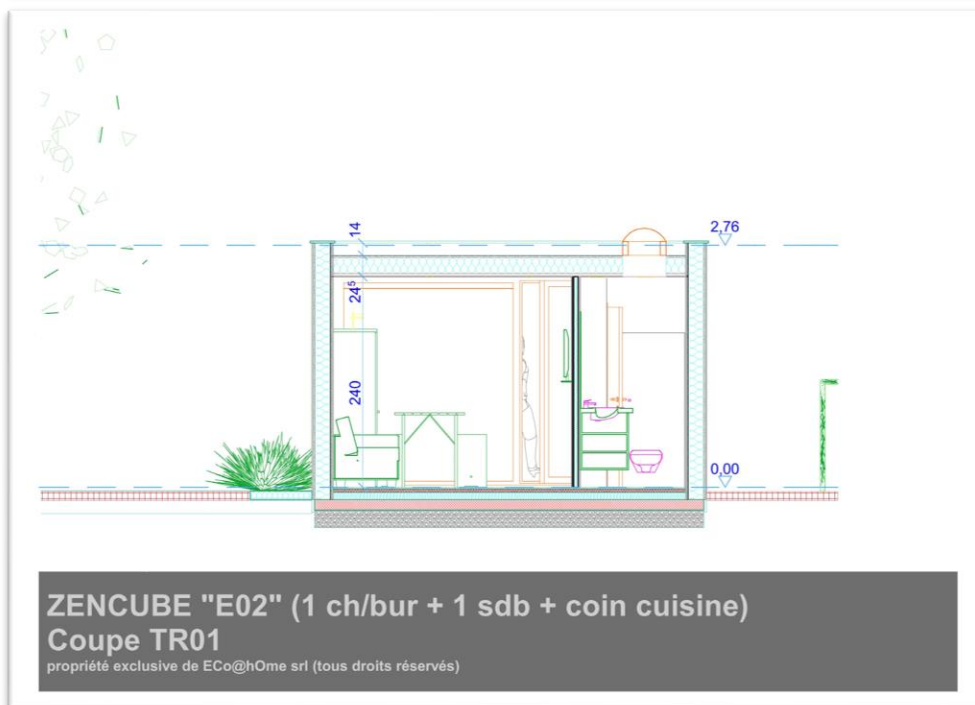 14
2,76
24⁵
240
0,00
ZENCUBE "E02" (1 ch/bur + 1 sdb + coin cuisine)
Coupe TR01
propriété exclusive de ECo@hOme srl (tous droits réservés)